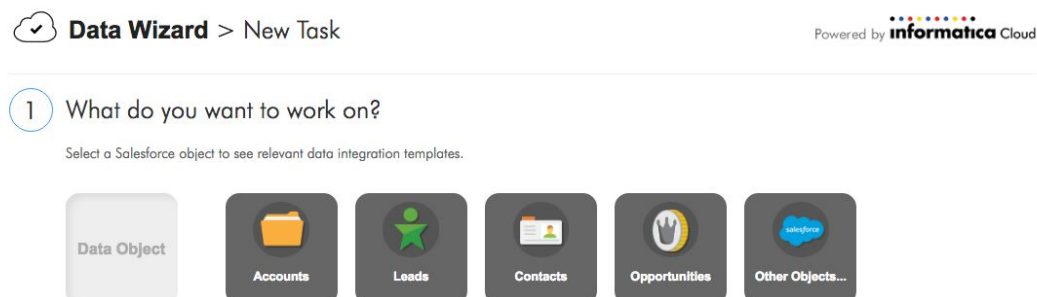 Data Wizard > New Task
Powered by informatica Cloud
1 What do you want to work on?
Select a Salesforce object to see relevant data integration templates.
Data Object
salesforce
Accounts Leads Contacts Opportunities Other Objects...